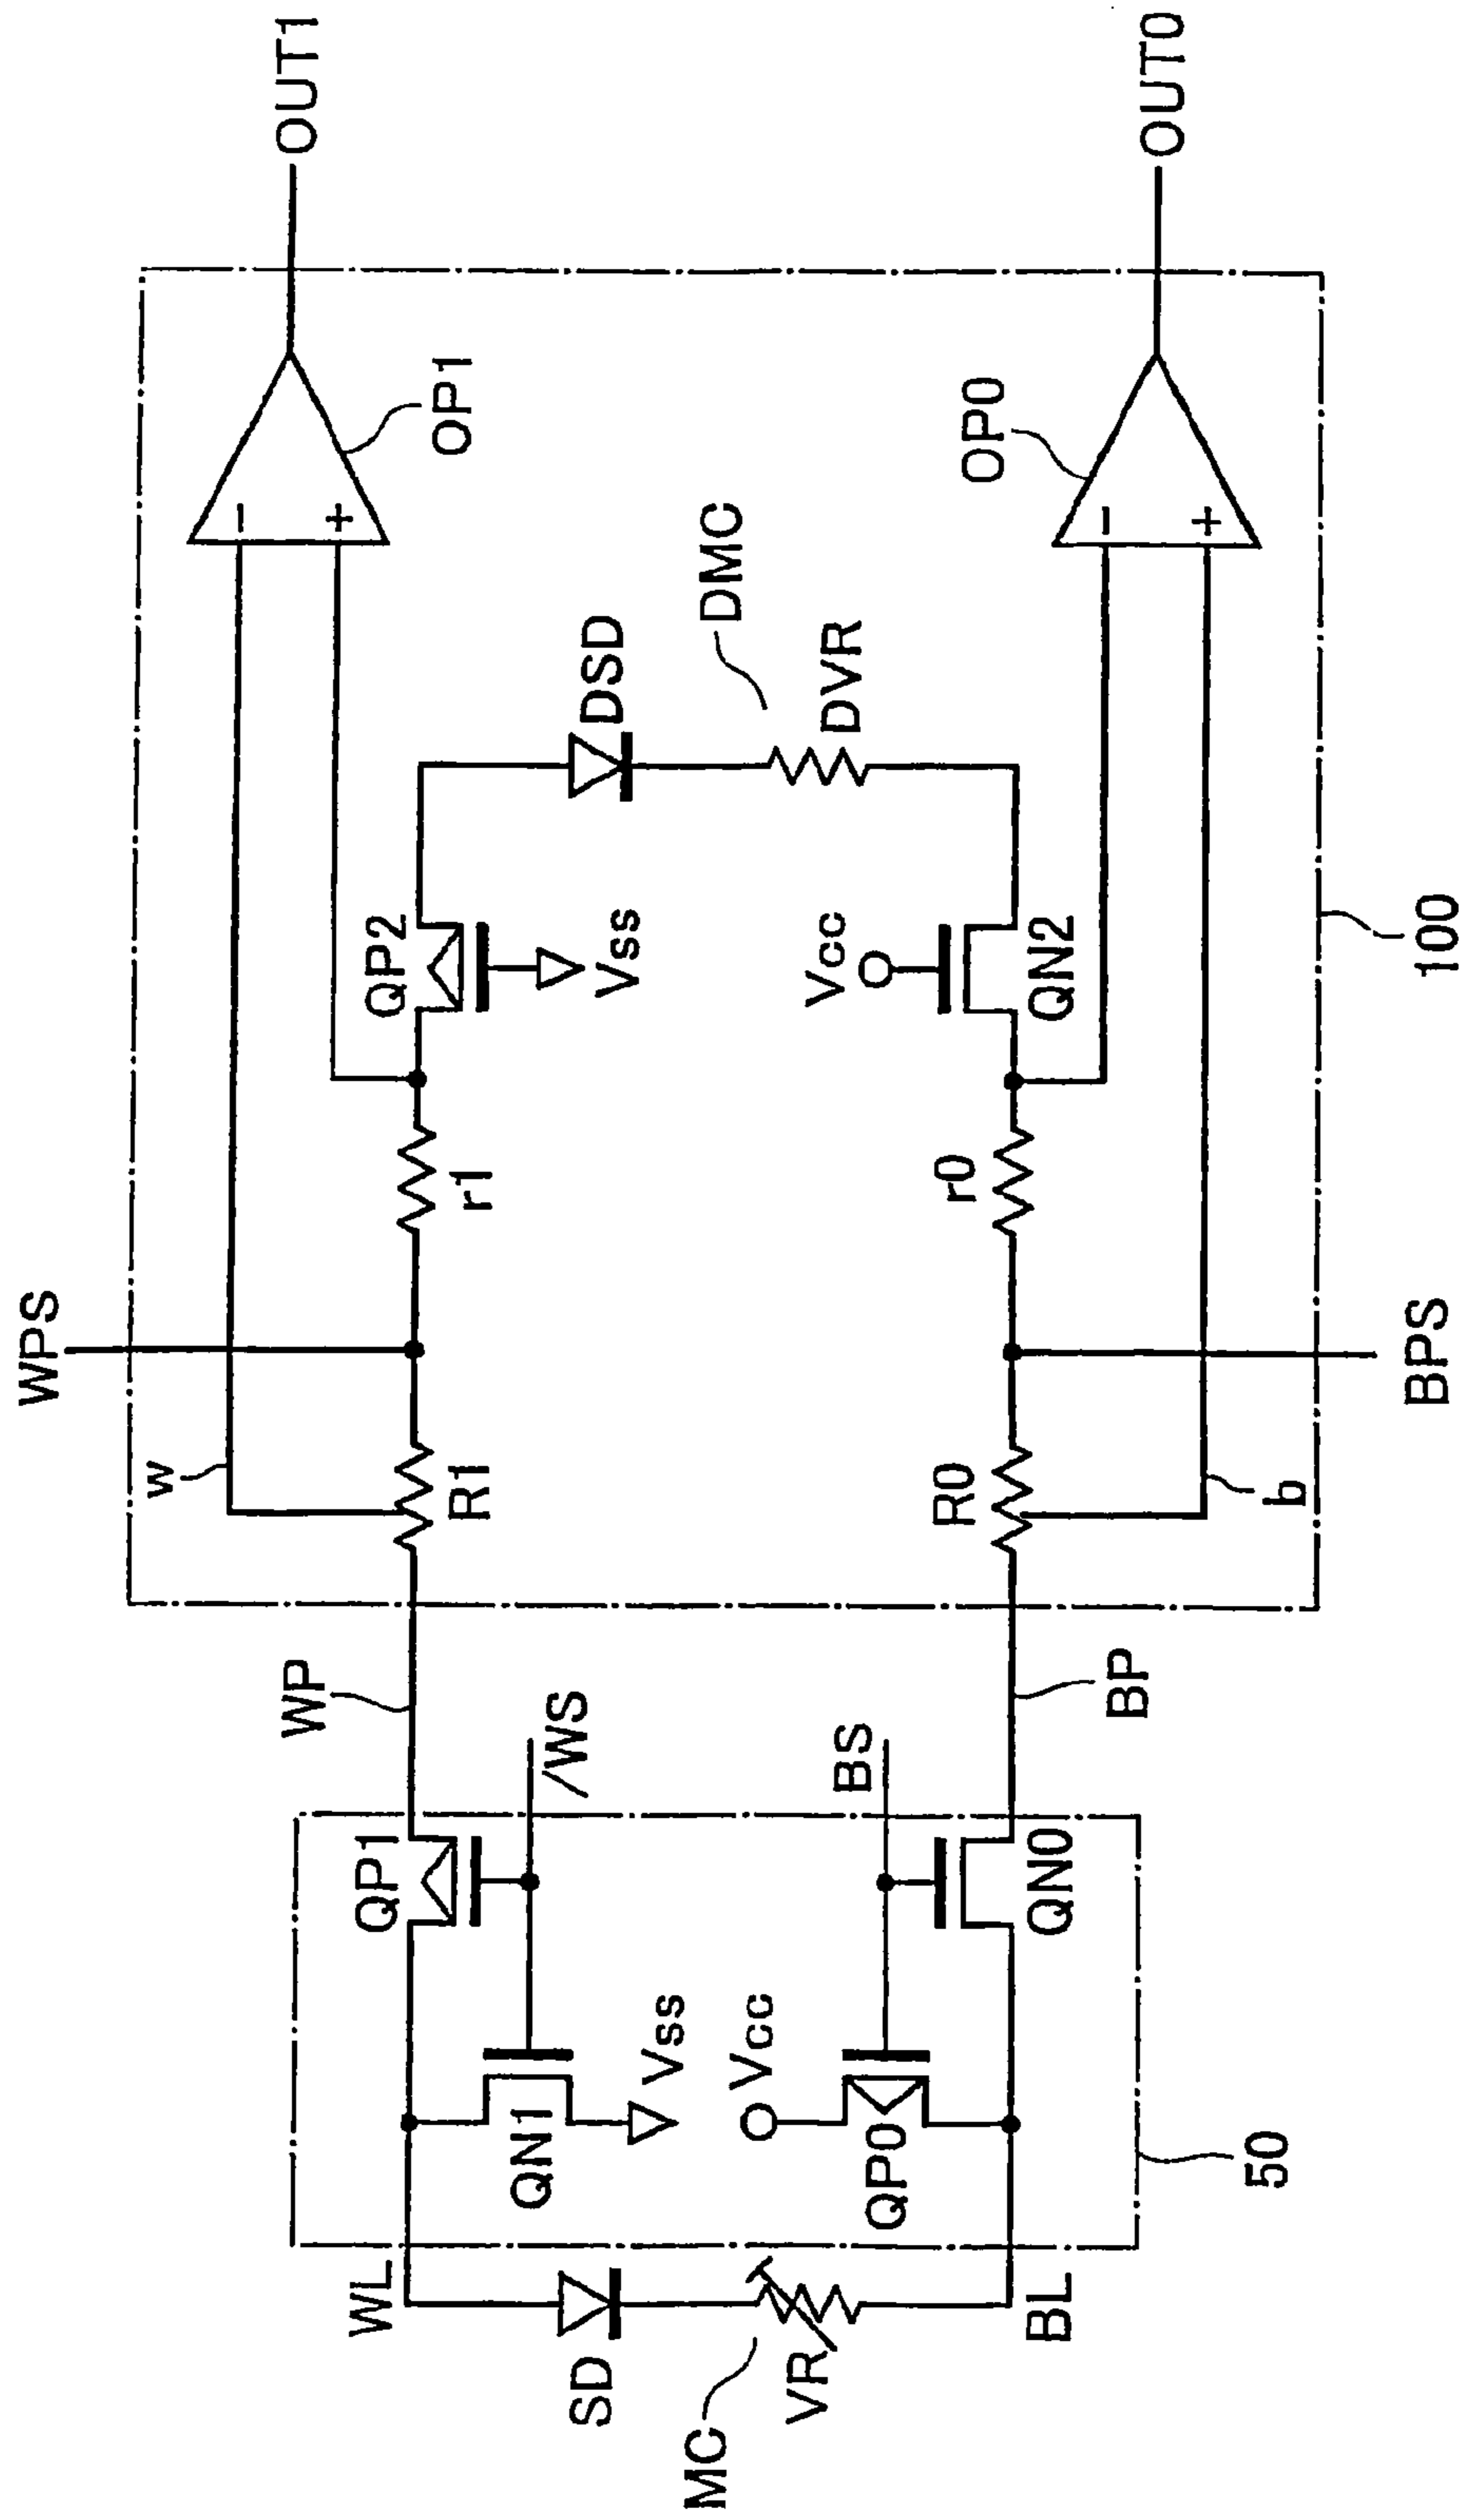 OUT1
OUT0
OP1
OP0
DSD
DMC
DVR
QP2
Vss
Vcc
QN2
100
r1
r0
WPS
BPS
w
R1
R0
b
WP
BP
/WS
BS
QP1
QN0
QN1
Vss
Vcc
QP0
50
WL
BL
SD
VR
MC